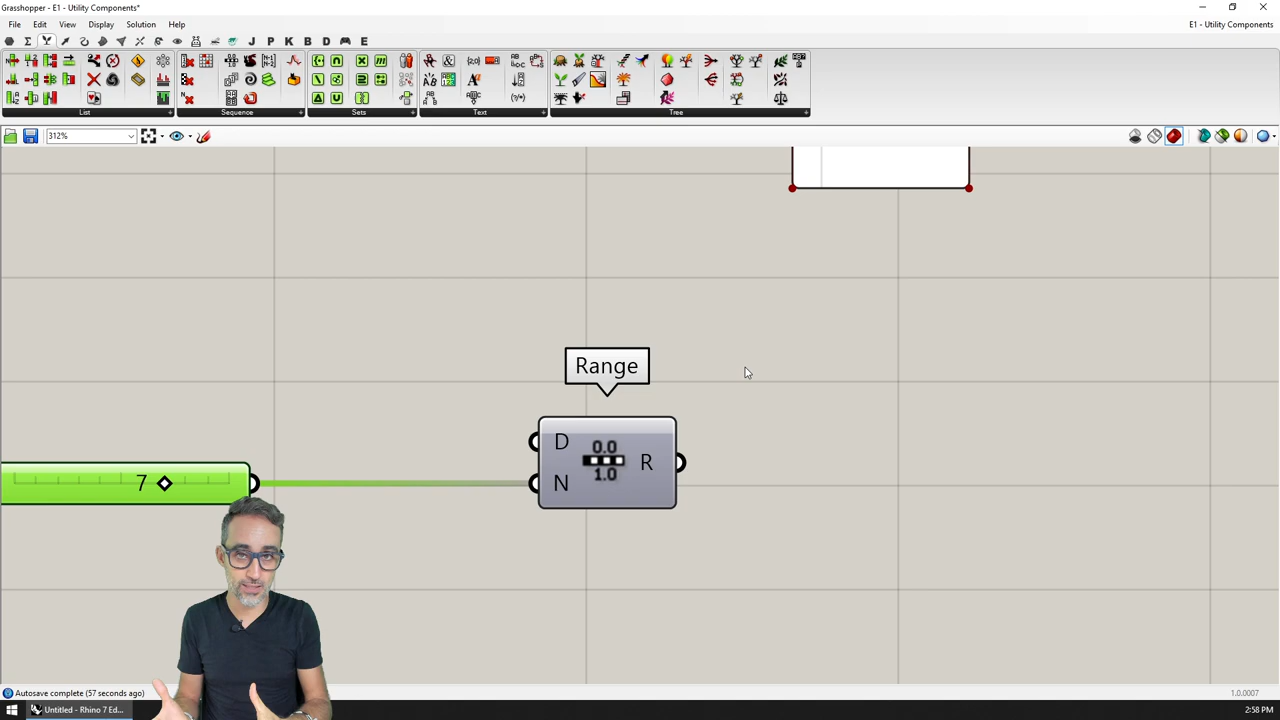 Grasshopper - E1 - Utility Components*
File Edit View Display Solution Help
E1 - Utility Components
J P K B D E
List Sequence Sets Text Tree
312%
Range
D
0.0
1.0
R
N
7
Autosave complete (57 seconds ago)
1.0.0007
Untitled - Rhino 7 Ed...
2:58 PM